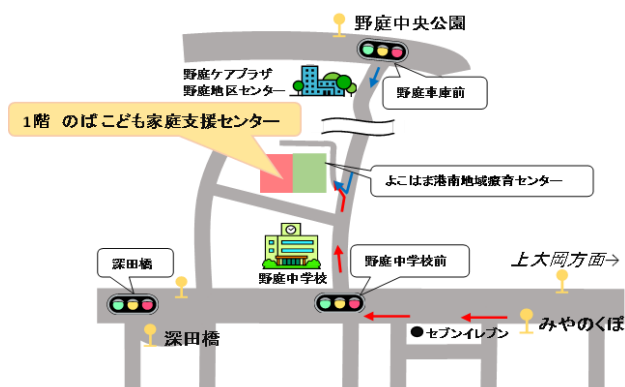 野庭中央公園
野庭ケアプラザ
野庭地区センター
野庭車庫前
1階 のばこども家庭支援センター
よこはま港南地域療育センター
深田橋
野庭中学校
野庭中学校前
上大岡方面→
みやのくぼ
●セブンイレブン
深田橋